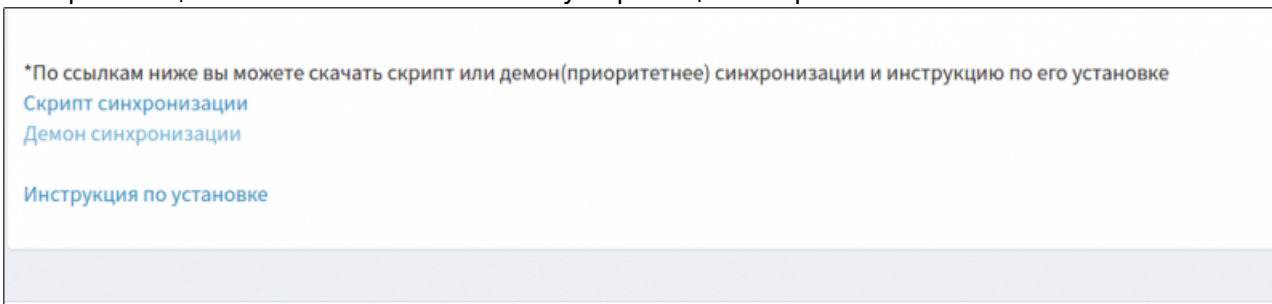 *По ссылкам ниже вы можете скачать скрипт или демон(приоритетнее) синхронизации и инструкцию по его установке
Скрипт синхронизации
Демон синхронизации
Инструкция по установке